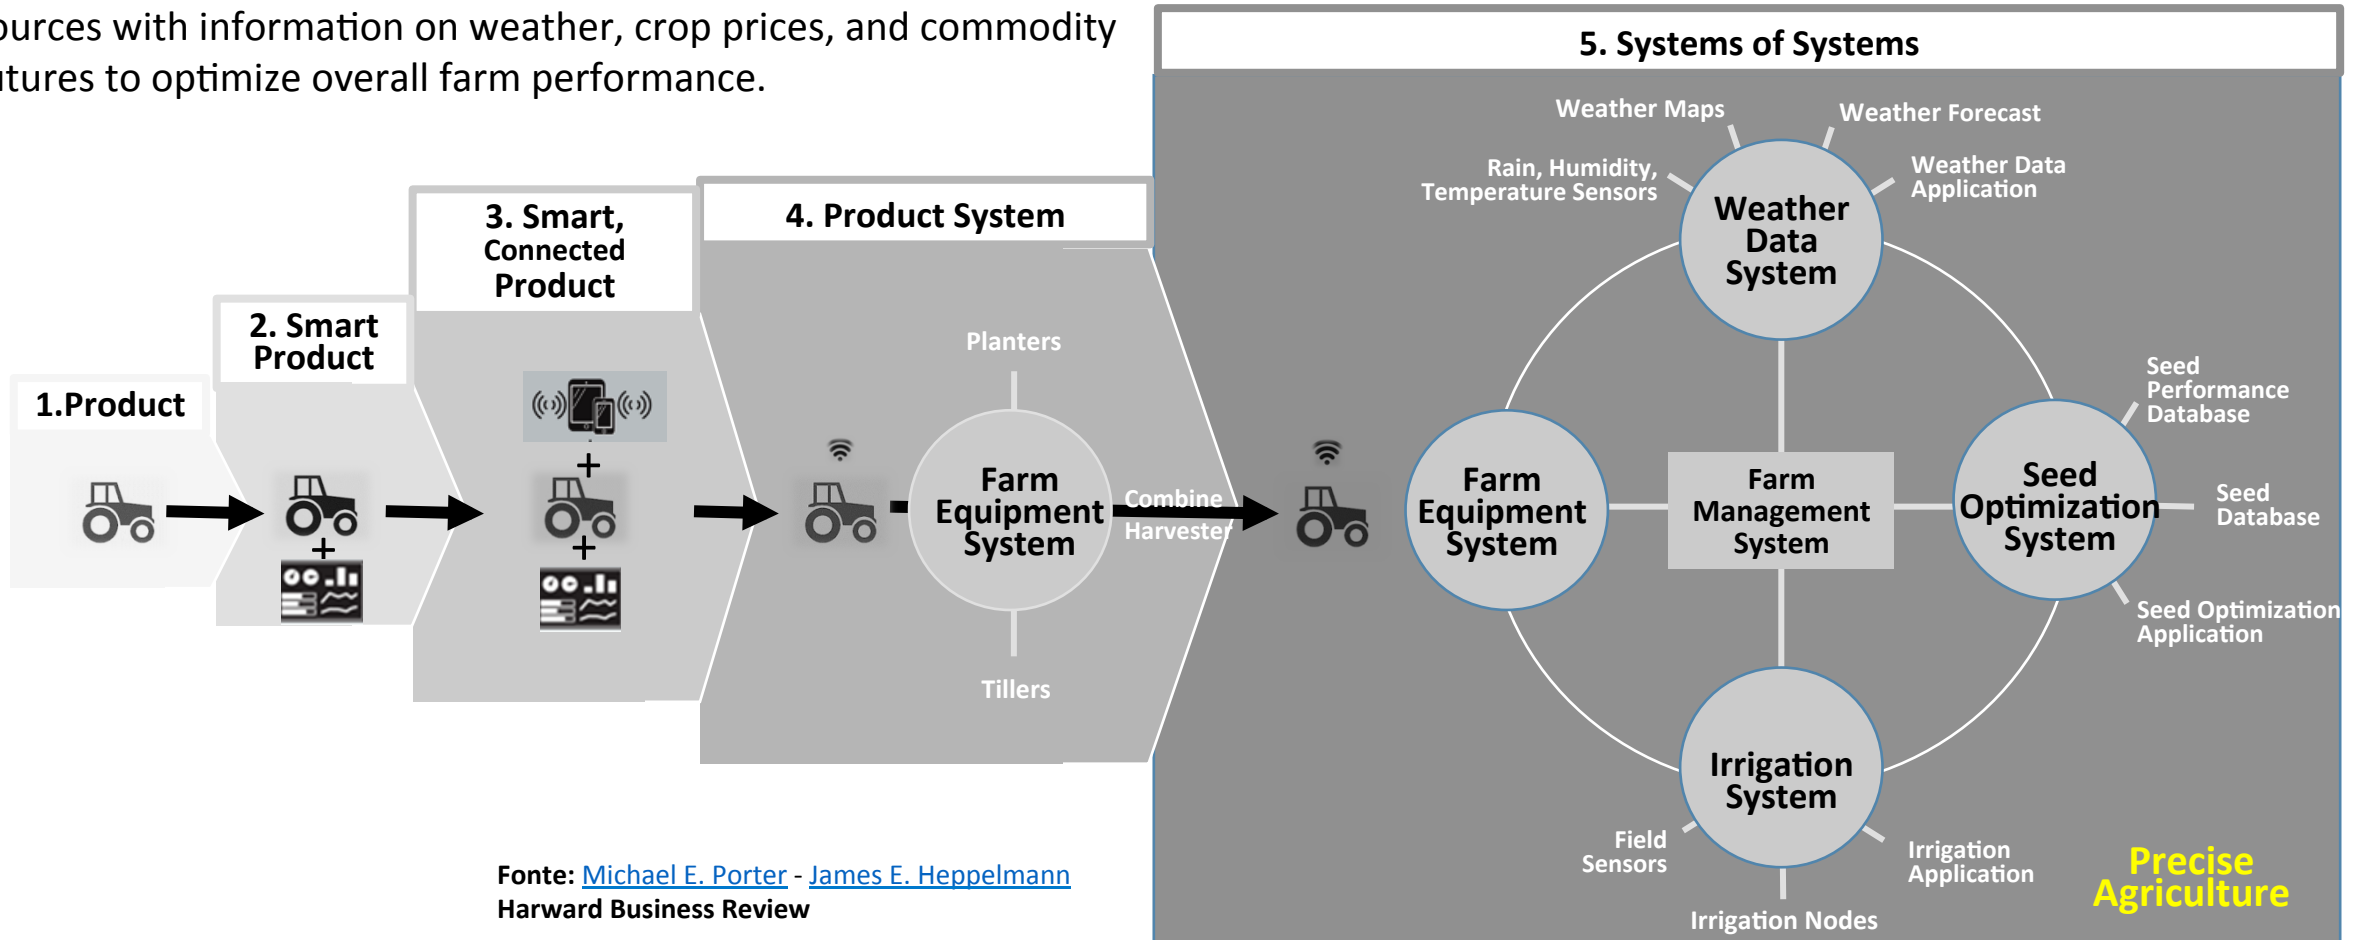 ources with information on weather, crop prices, and commodity
utures to optimize overall farm performance.
5. Systems of Systems
Weather Maps
Weather Forecast
Rain, Humidity,
Temperature Sensors
Weather Data
Application
Weather
Data
System
4. Product System
3. Smart,
Connected
Product
2. Smart
Product
1.Product
Planters
Farm
Equipment
System
Combine
Harvester
Tillers
Farm
Equipment
System
Farm
Management
System
Seed
Optimization
System
Seed
Performance
Database
Seed
Database
Seed Optimization
Application
Irrigation
System
Field
Sensors
Irrigation
Application
Irrigation Nodes
Precise
Agriculture
Fonte: Michael E. Porter - James E. Heppelmann
Harward Business Review